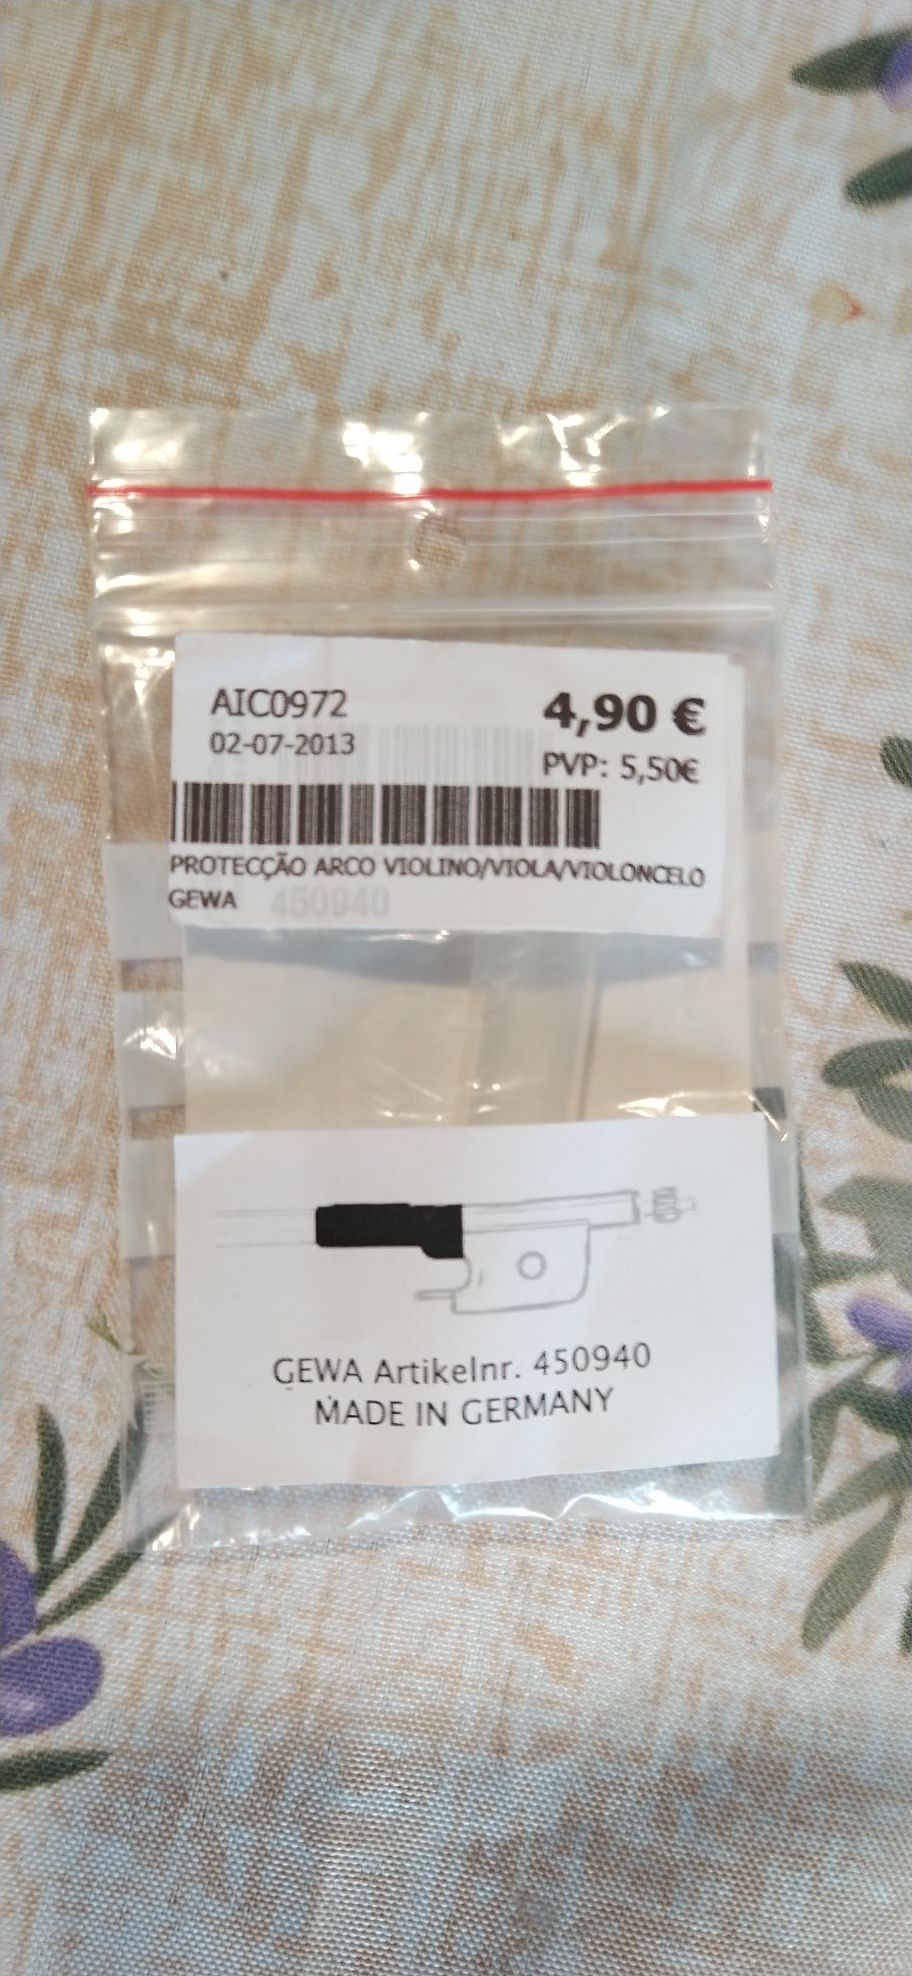 AIC0972
4,90 €
02-07-2013
PVP: 5,50€
PROTECÇÃO ARCO VIOLINO/VIOLA/VIOLONCELO
GEWA 450940
GEWA Artikelnr. 450940
MADE IN GERMANY